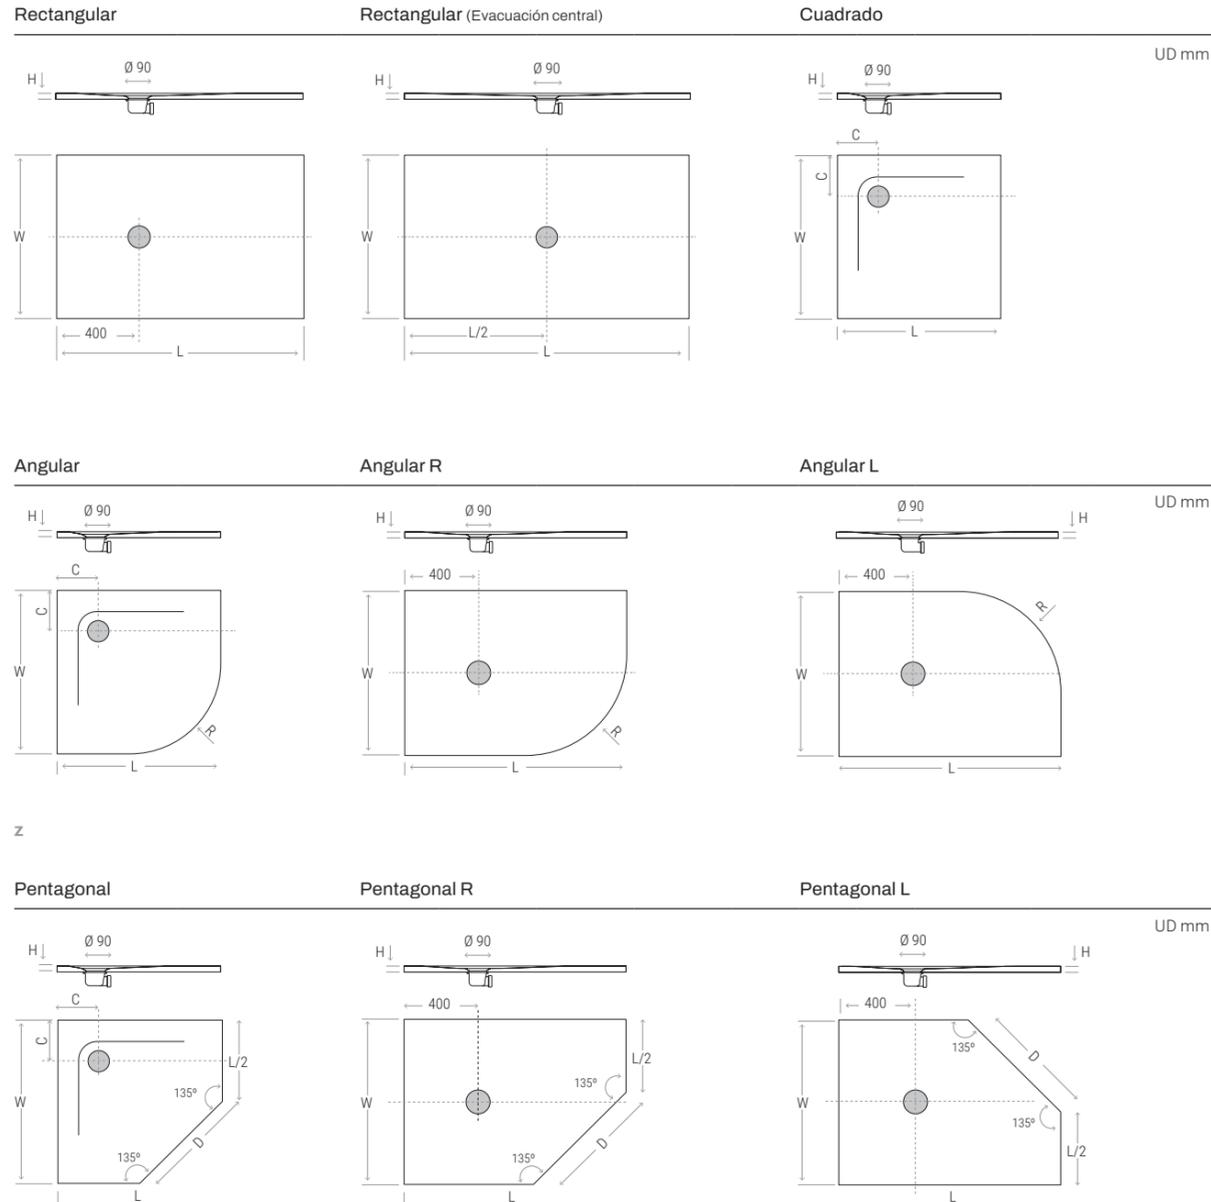 Rectangular
Rectangular (Evacuación central)
Cuadrado
UD mm
H
Ø 90
H
Ø 90
H
Ø 90
W
400
L
W
L/2
L
C
C
W
L
Angular
Angular R
Angular L
UD mm
H
Ø 90
H
Ø 90
Ø 90
H
C
C
W
R
L
400
W
R
L
400
R
W
L
z
Pentagonal
Pentagonal R
Pentagonal L
UD mm
H
Ø 90
H
Ø 90
Ø 90
H
C
C
L/2
135º
W
D
135º
L
400
L/2
135º
W
D
135º
L
400
135º
D
W
135º
L/2
L